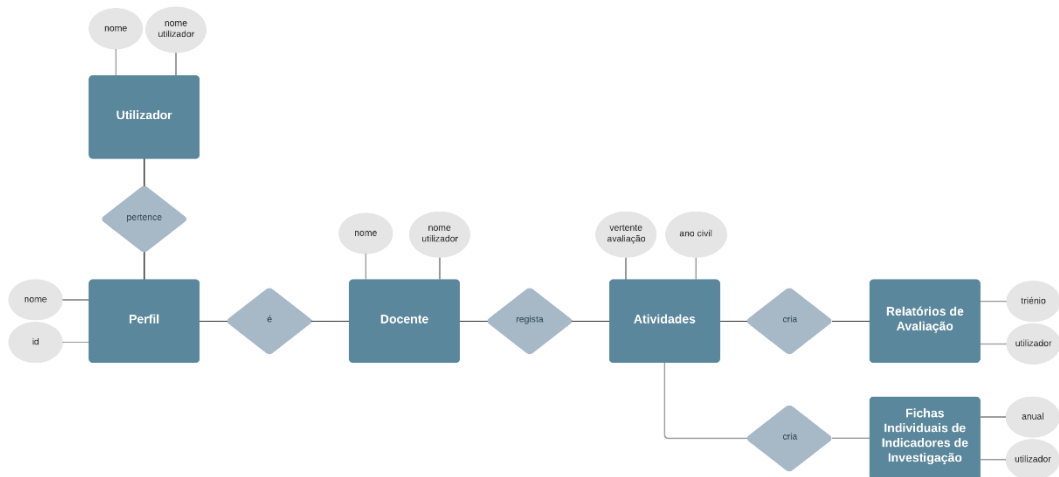 nome
nome
utilizador
Utilizador
pertence
nome
nome
utilizador
vertente
avaliação
ano civil
nome
id
Perfil
é
Docente
regista
Atividades
cria
Relatórios de
Avaliação
triénio
utilizador
cria
Fichas
Individuais de
Indicadores de
Investigação
anual
utilizador